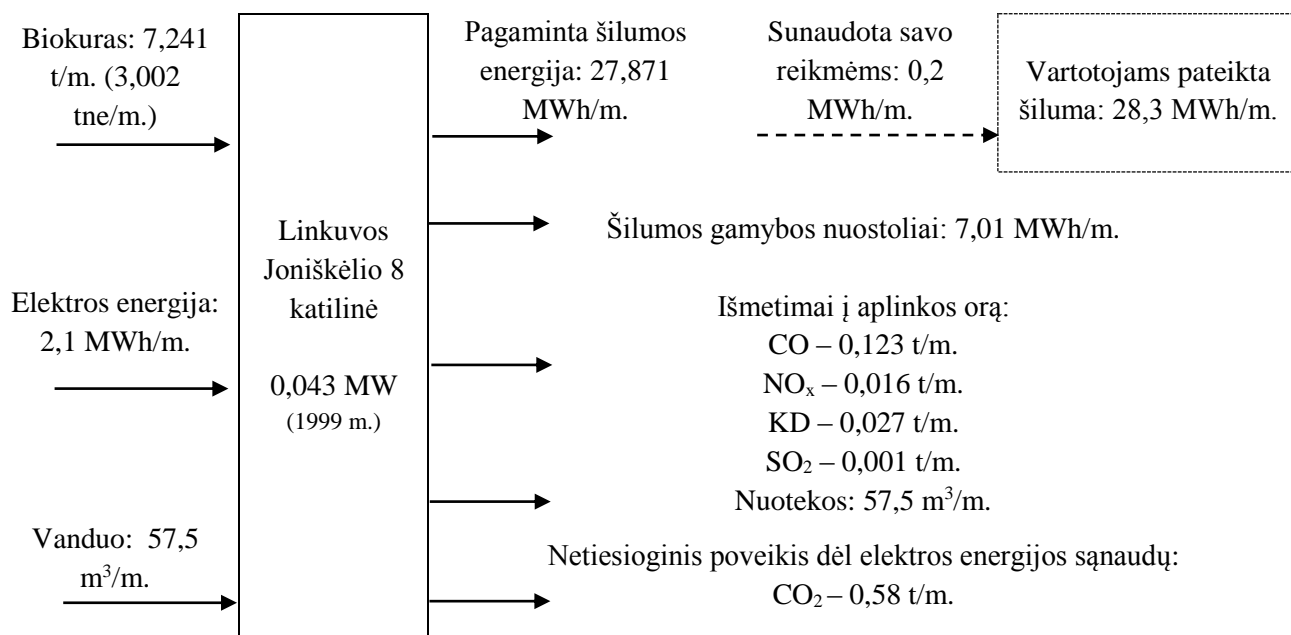 Biokuras: 7,241
t/m. (3,002
tne/m.)
Pagaminta šilumos
energija: 27,871
MWh/m.
Sunaudota savo
reikmėms: 0,2
MWh/m.
Vartotojams pateikta
šiluma: 28,3 MWh/m.
Linkuvos
Joniškėlio 8
katilinė
0,043 MW
(1999 m.)
Šilumos gamybos nuostoliai: 7,01 MWh/m.
Elektros energija:
2,1 MWh/m.
Išmetimai į aplinkos orą:
CO – 0,123 t/m.
NOₓ – 0,016 t/m.
KD – 0,027 t/m.
SO₂ – 0,001 t/m.
Nuotekos: 57,5 m³/m.
Vanduo: 57,5
m³/m.
Netiesioginis poveikis dėl elektros energijos sąnaudų:
CO₂ – 0,58 t/m.